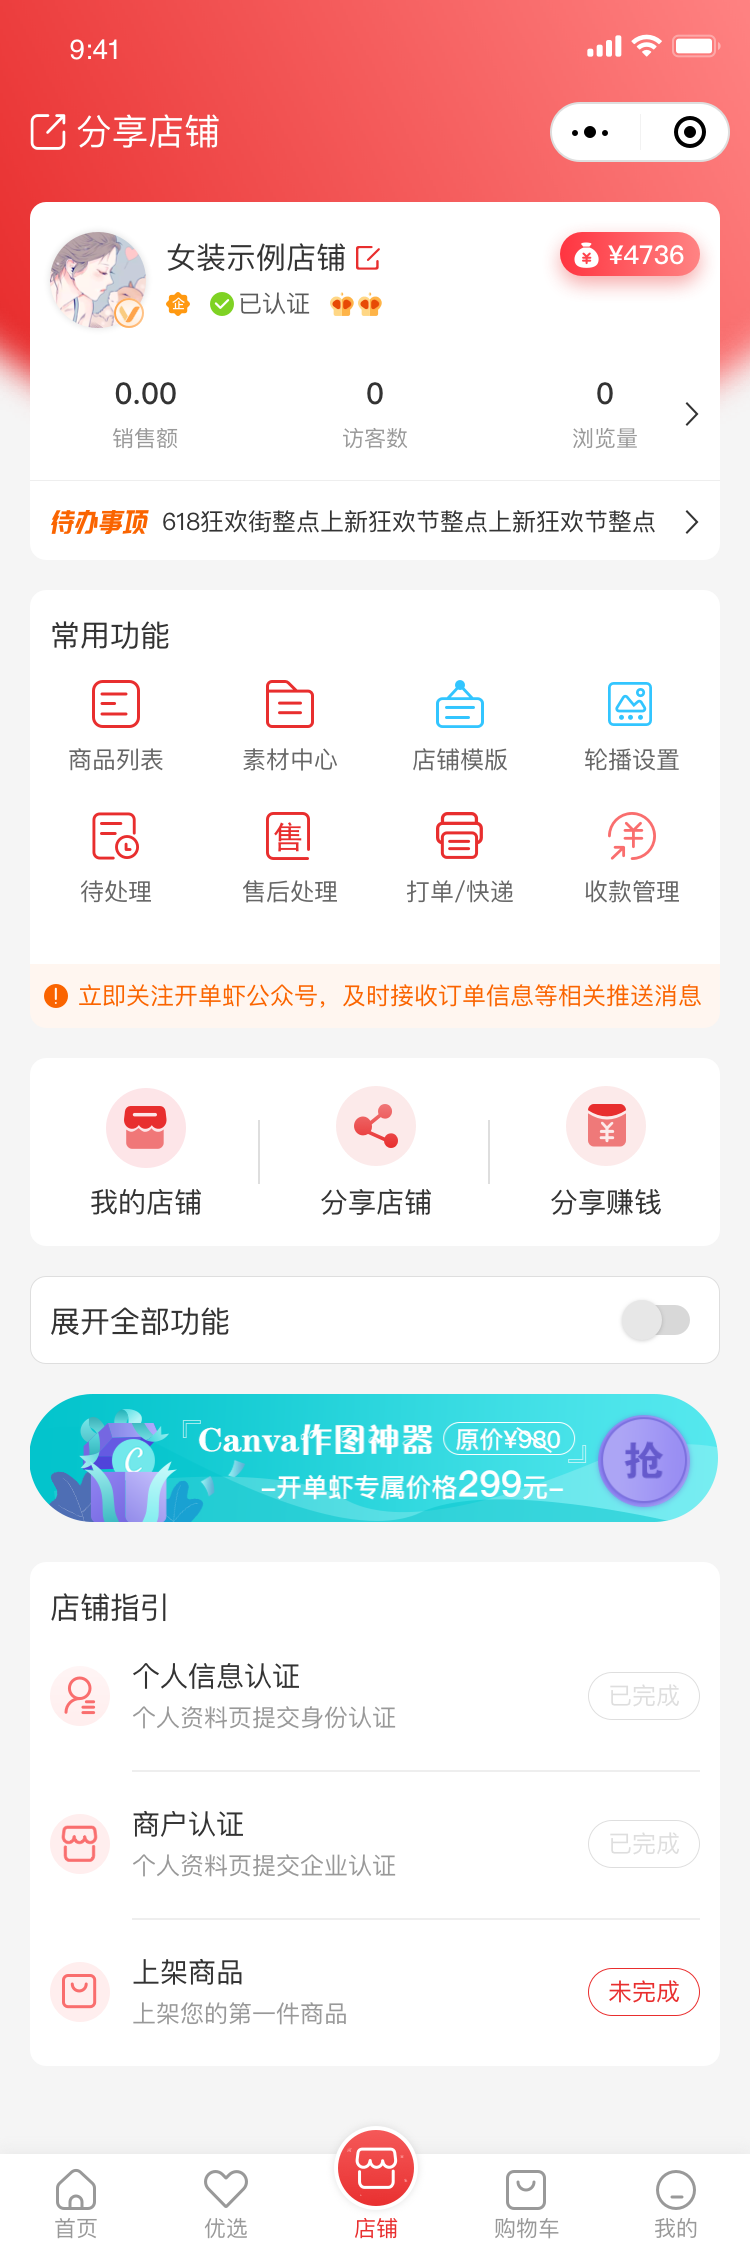 9:41
分享店铺
女装示例店铺
¥4736
企
已认证
0.00
0
0
销售额
访客数
浏览量
待办事项
618狂欢街整点上新狂欢节整点上新狂欢节整点
常用功能
商品列表
素材中心
店铺模版
轮播设置
售
待处理
售后处理
打单/快递
收款管理
立即关注开单虾公众号，及时接收订单信息等相关推送消息
我的店铺
分享店铺
分享赚钱
展开全部功能
『Canva作图神器 原价¥980
-开单虾专属价格299元-』
抢
店铺指引
个人信息认证
个人资料页提交身份认证
已完成
商户认证
个人资料页提交企业认证
已完成
上架商品
上架您的第一件商品
未完成
首页
优选
店铺
购物车
我的